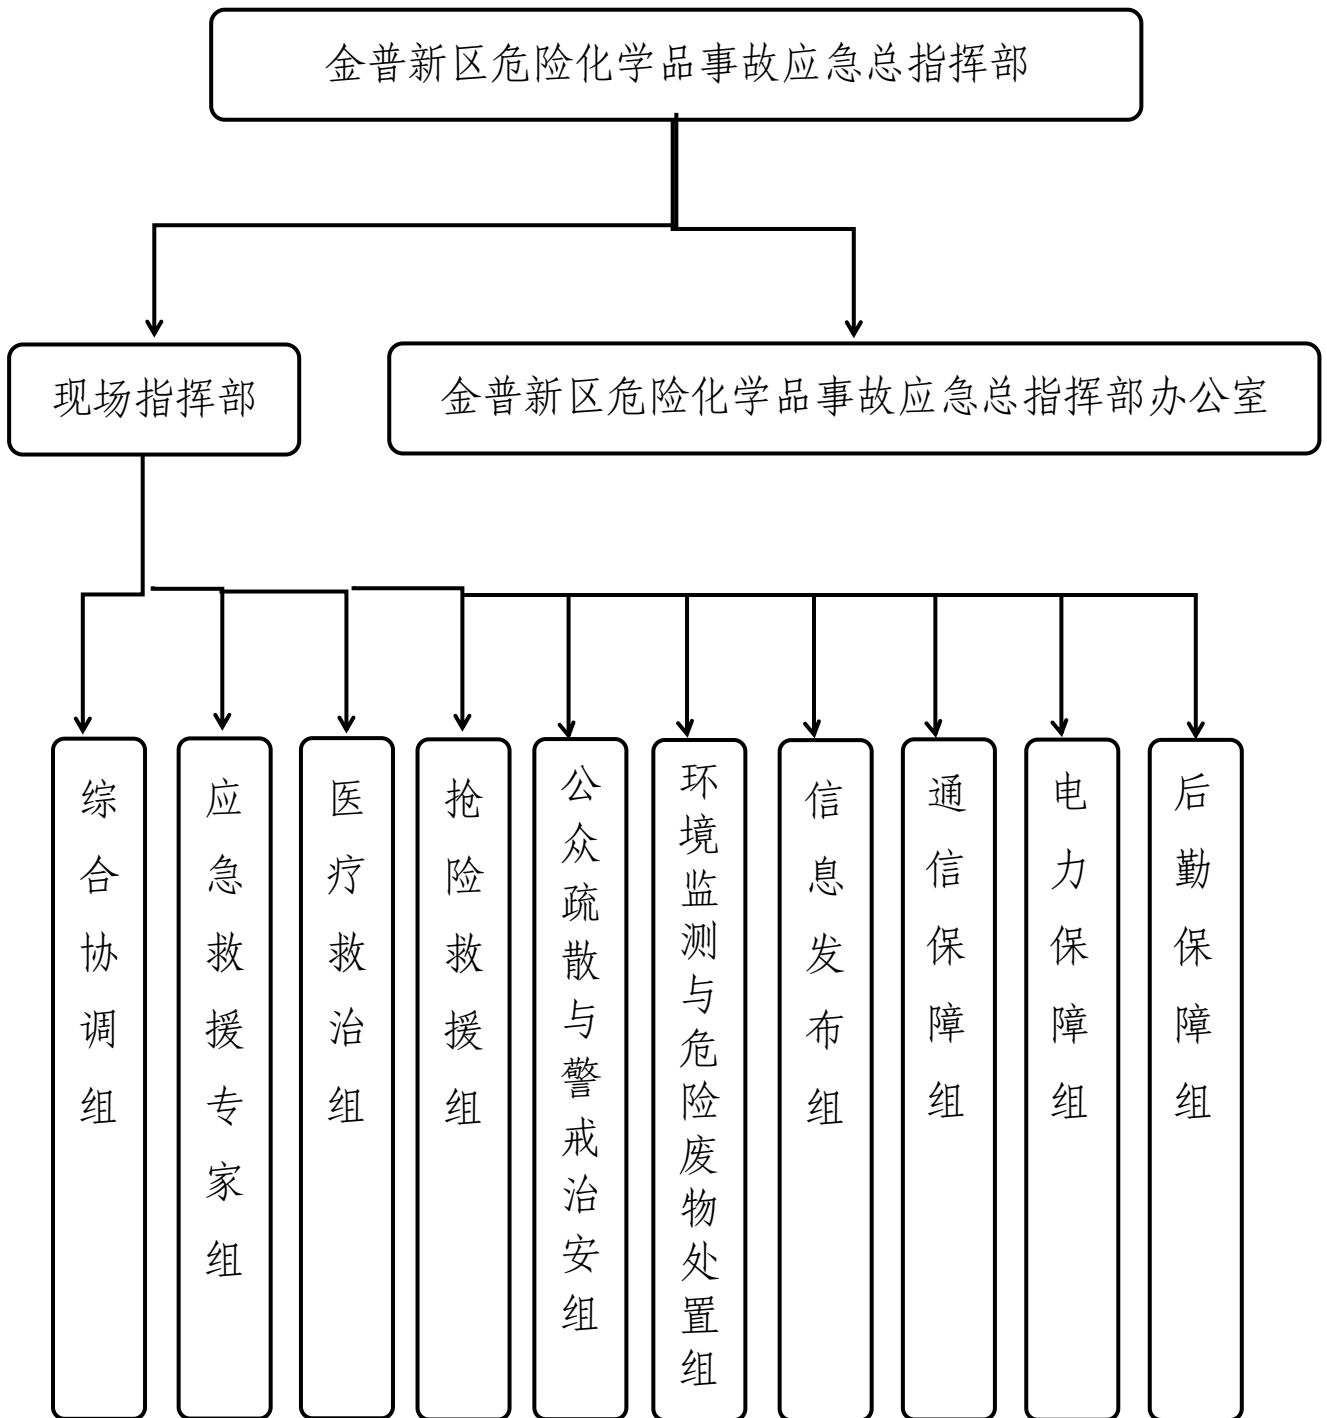 金普新区危险化学品事故应急总指挥部
现场指挥部
金普新区危险化学品事故应急总指挥部办公室
综合协调组
应急救援专家组
医疗救治组
抢险救援组
公众疏散与警戒治安组
环境监测与危险废物处置组
信息发布组
通信保障组
电力保障组
后勤保障组